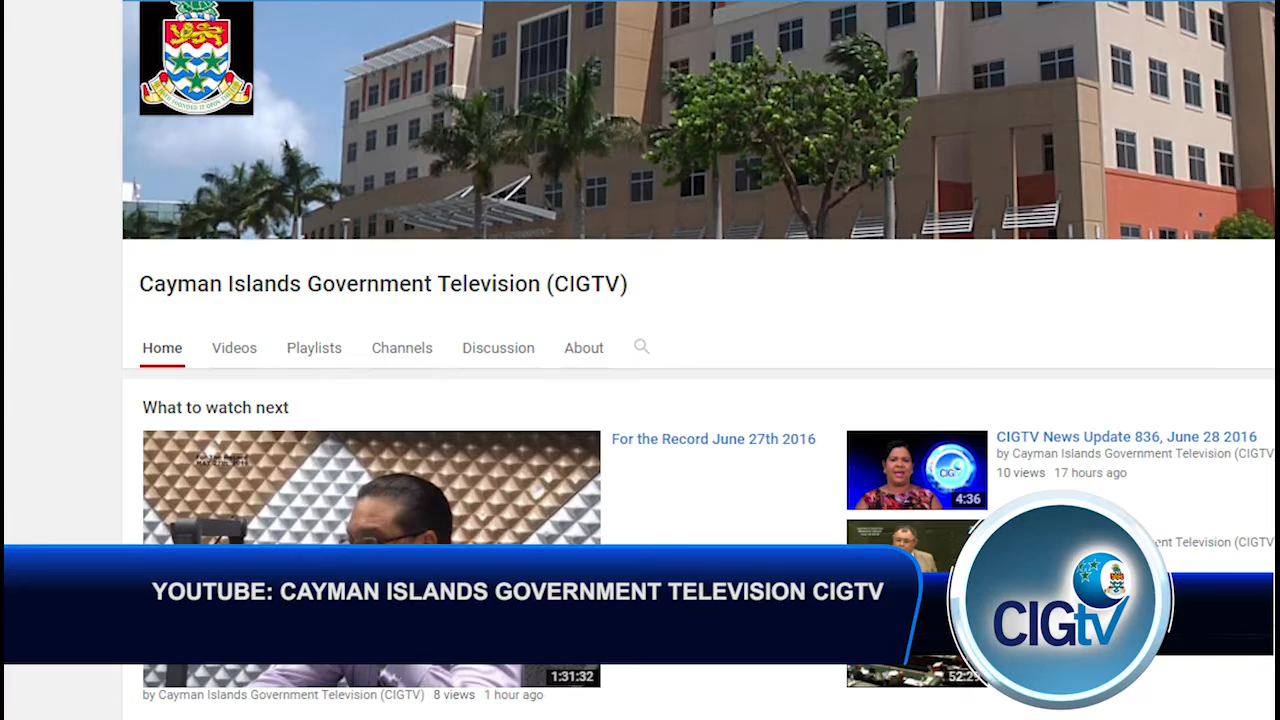 Cayman Islands Government Television (CIGTV)
Home Videos Playlists Channels Discussion About
What to watch next
For the Record June 27th 2016
CIGTV News Update 836, June 28 2016
by Cayman Islands Government Television (CIGTV
10 views 17 hours ago
4:36
CIG
ent Television (CIGTV
YOUTUBE: CAYMAN ISLANDS GOVERNMENT TELEVISION CIGTV
CIGtv
1:31:32
52:2
by Cayman Islands Government Television (CIGTV) 8 views 1 hour ago